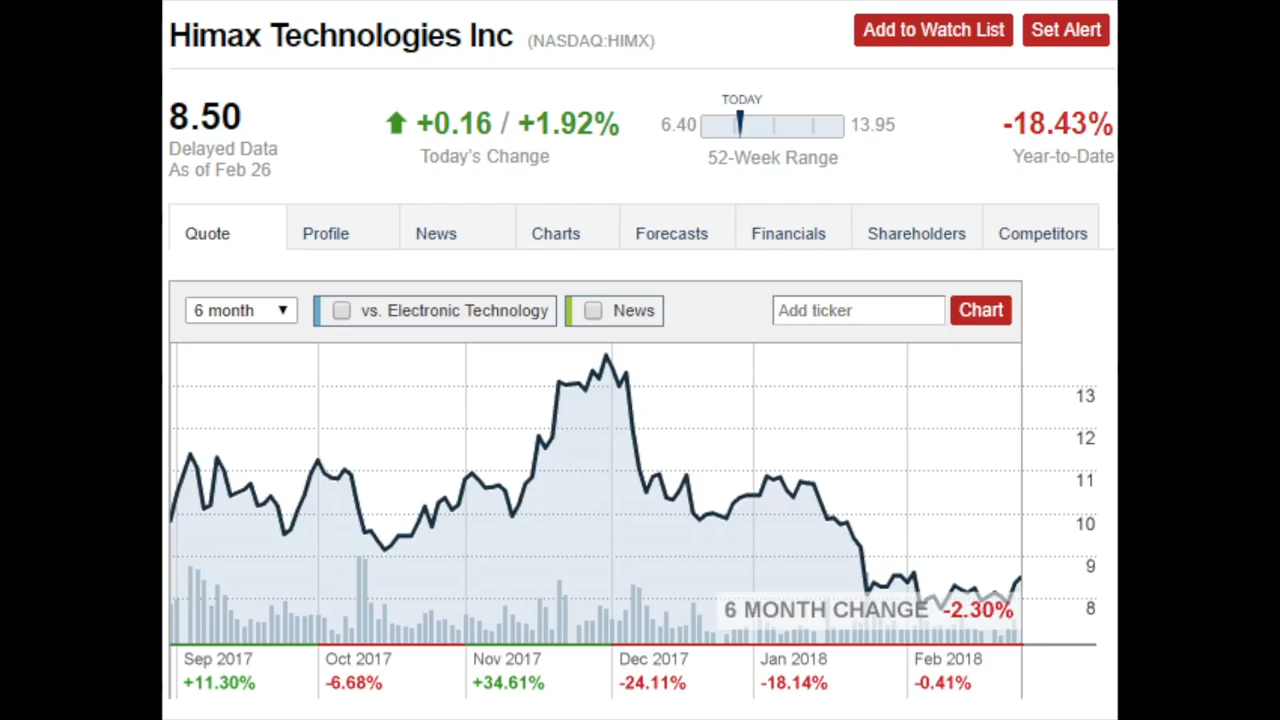 Himax Technologies Inc (NASDAQ:HIMX) Add to Watch List Set Alert
TODAY
8.50 +0.16 / +1.92% 6.40 13.95 -18.43%
Delayed Data Today's Change 52-Week Range Year-to-Date
As of Feb 26
Quote Profile News Charts Forecasts Financials Shareholders Competitors
6 month vs. Electronic Technology News Add ticker Chart
13
12
11
10
9
8
6 MONTH CHANGE -2.30%
Sep 2017 Oct 2017 Nov 2017 Dec 2017 Jan 2018 Feb 2018
+11.30% -6.68% +34.61% -24.11% -18.14% -0.41%